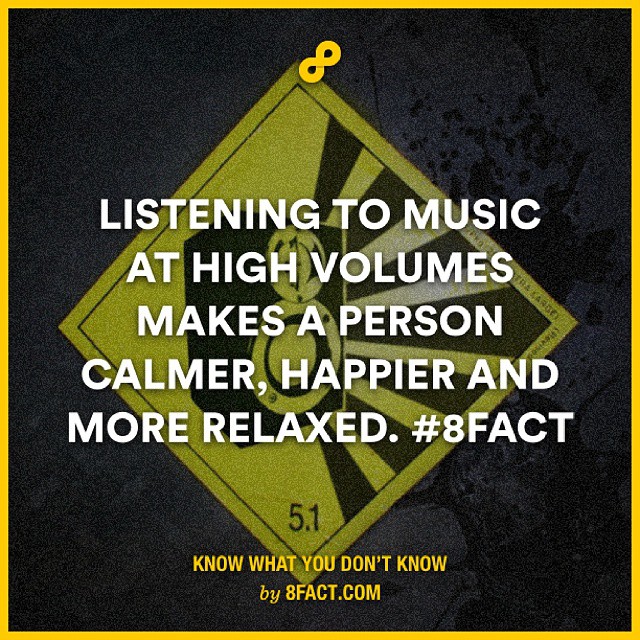 LISTENING TO MUSIC
AT HIGH VOLUMES
MAKES A PERSON
CALMER, HAPPIER AND
MORE RELAXED. #8FACT
5.1
KNOW WHAT YOU DON'T KNOW
by 8FACT.COM